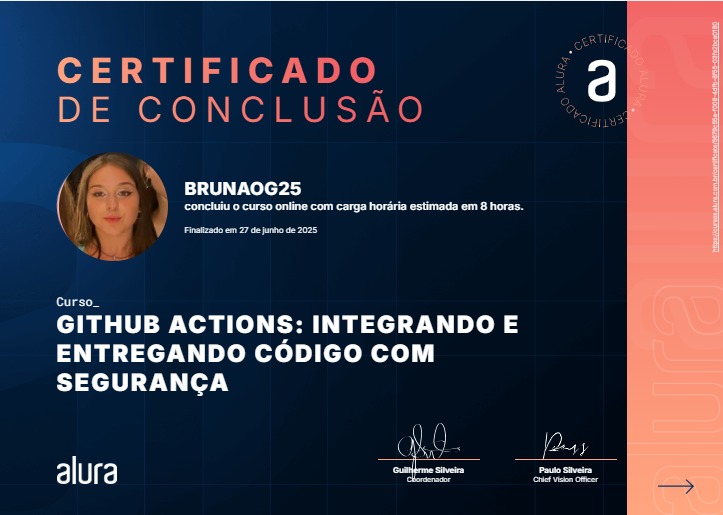 CERTIFICADO
DE CONCLUSÃO
CERTIFICADO ALURA • CERTIFICADO ALURA •
a
BRUNAOG25
concluiu o curso online com carga horária estimada em 8 horas.
Finalizado em 27 de junho de 2025
Curso_
GITHUB ACTIONS: INTEGRANDO E
ENTREGANDO CÓDIGO COM
SEGURANÇA
alura
Guilherme Silveira
Coordenador
Paulo Silveira
Chief Vision Officer
alura